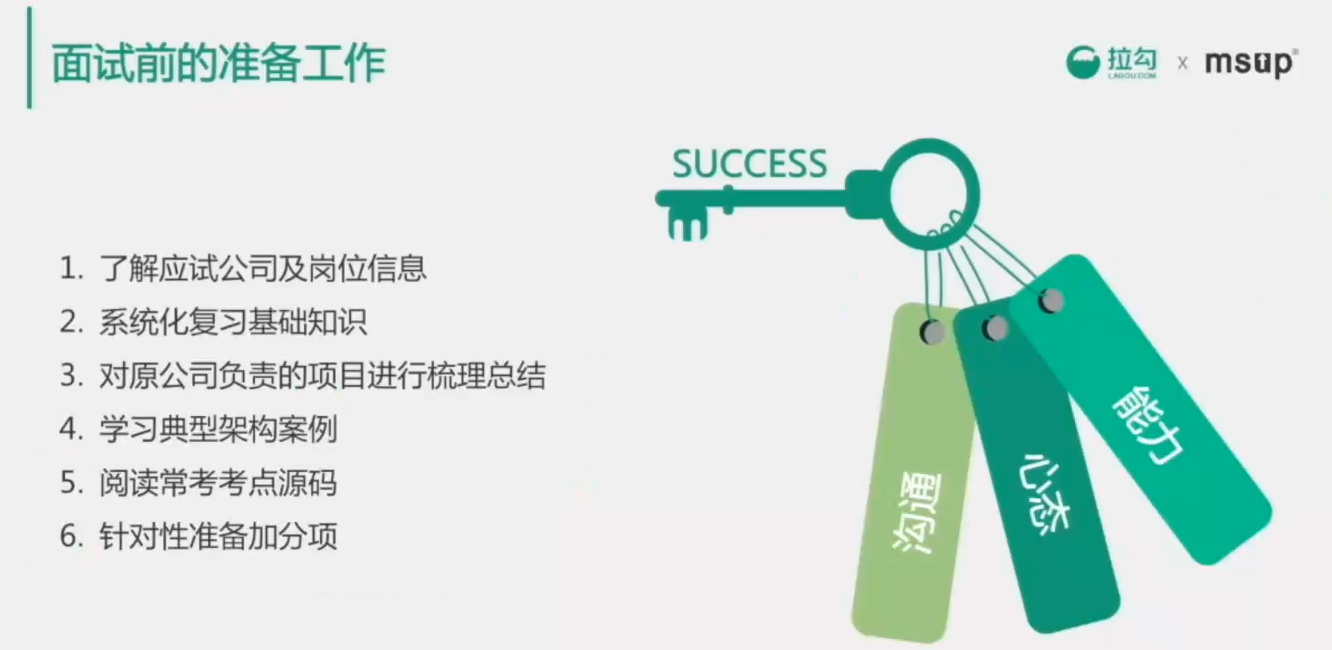 面试前的准备工作
拉勾
LAGOU.COM
x
msup®
SUCCESS
1. 了解应试公司及岗位信息
2. 系统化复习基础知识
3. 对原公司负责的项目进行梳理总结
4. 学习典型架构案例
5. 阅读常考考点源码
6. 针对性准备加分项
沟通
心态
能力